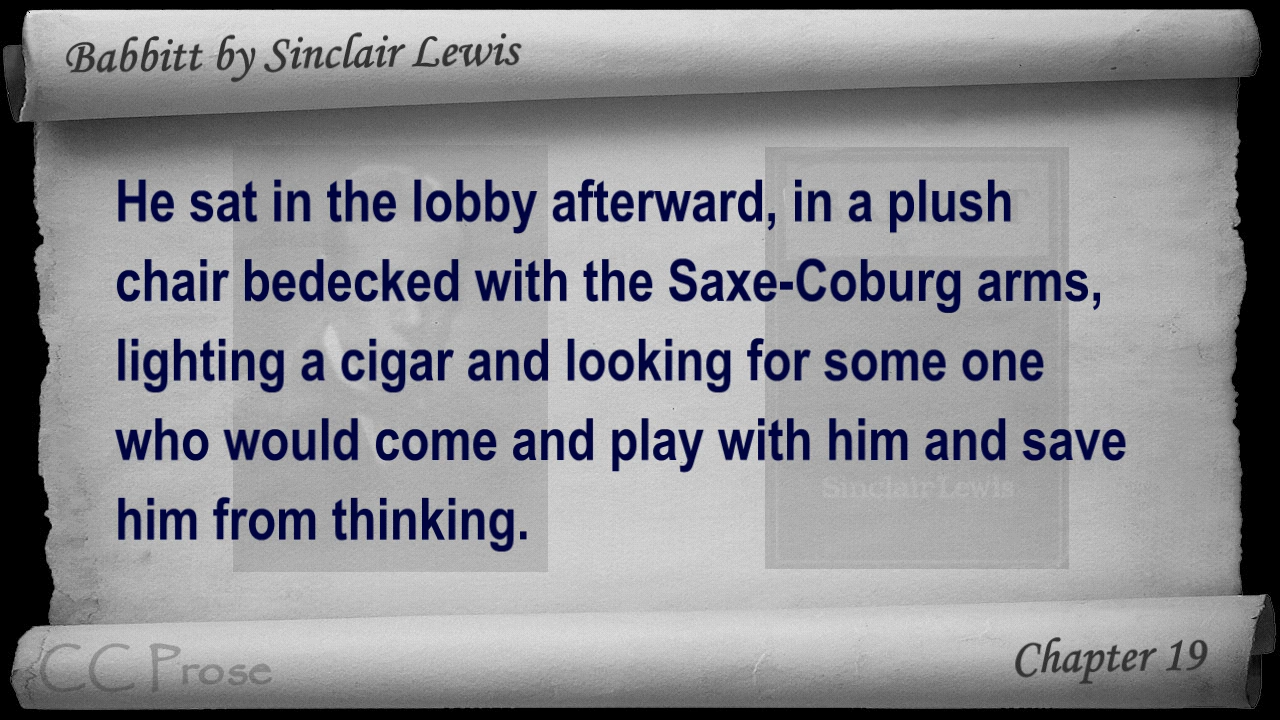 Babbitt by Sinclair Lewis
He sat in the lobby afterward, in a plush
chair bedecked with the Saxe-Coburg arms,
lighting a cigar and looking for some one
who would come and play with him and save
him from thinking.
Sinclair Lewis
CC Prose
Chapter 19